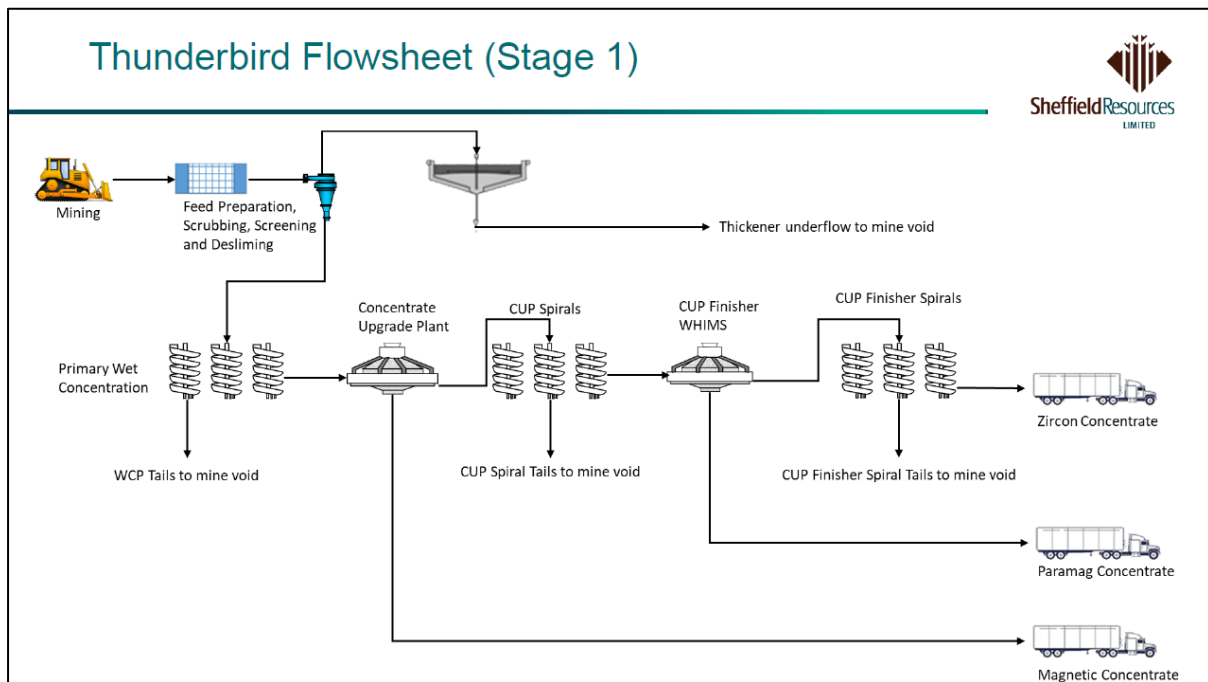 Thunderbird Flowsheet (Stage 1)
SheffieldResources
LIMITED
Mining
Feed Preparation,
Scrubbing, Screening
and Desliming
Thickener underflow to mine void
Primary Wet
Concentration
Concentrate
Upgrade Plant
CUP Spirals
CUP Finisher
WHIMS
CUP Finisher Spirals
Zircon Concentrate
WCP Tails to mine void
CUP Spiral Tails to mine void
CUP Finisher Spiral Tails to mine void
Paramag Concentrate
Magnetic Concentrate